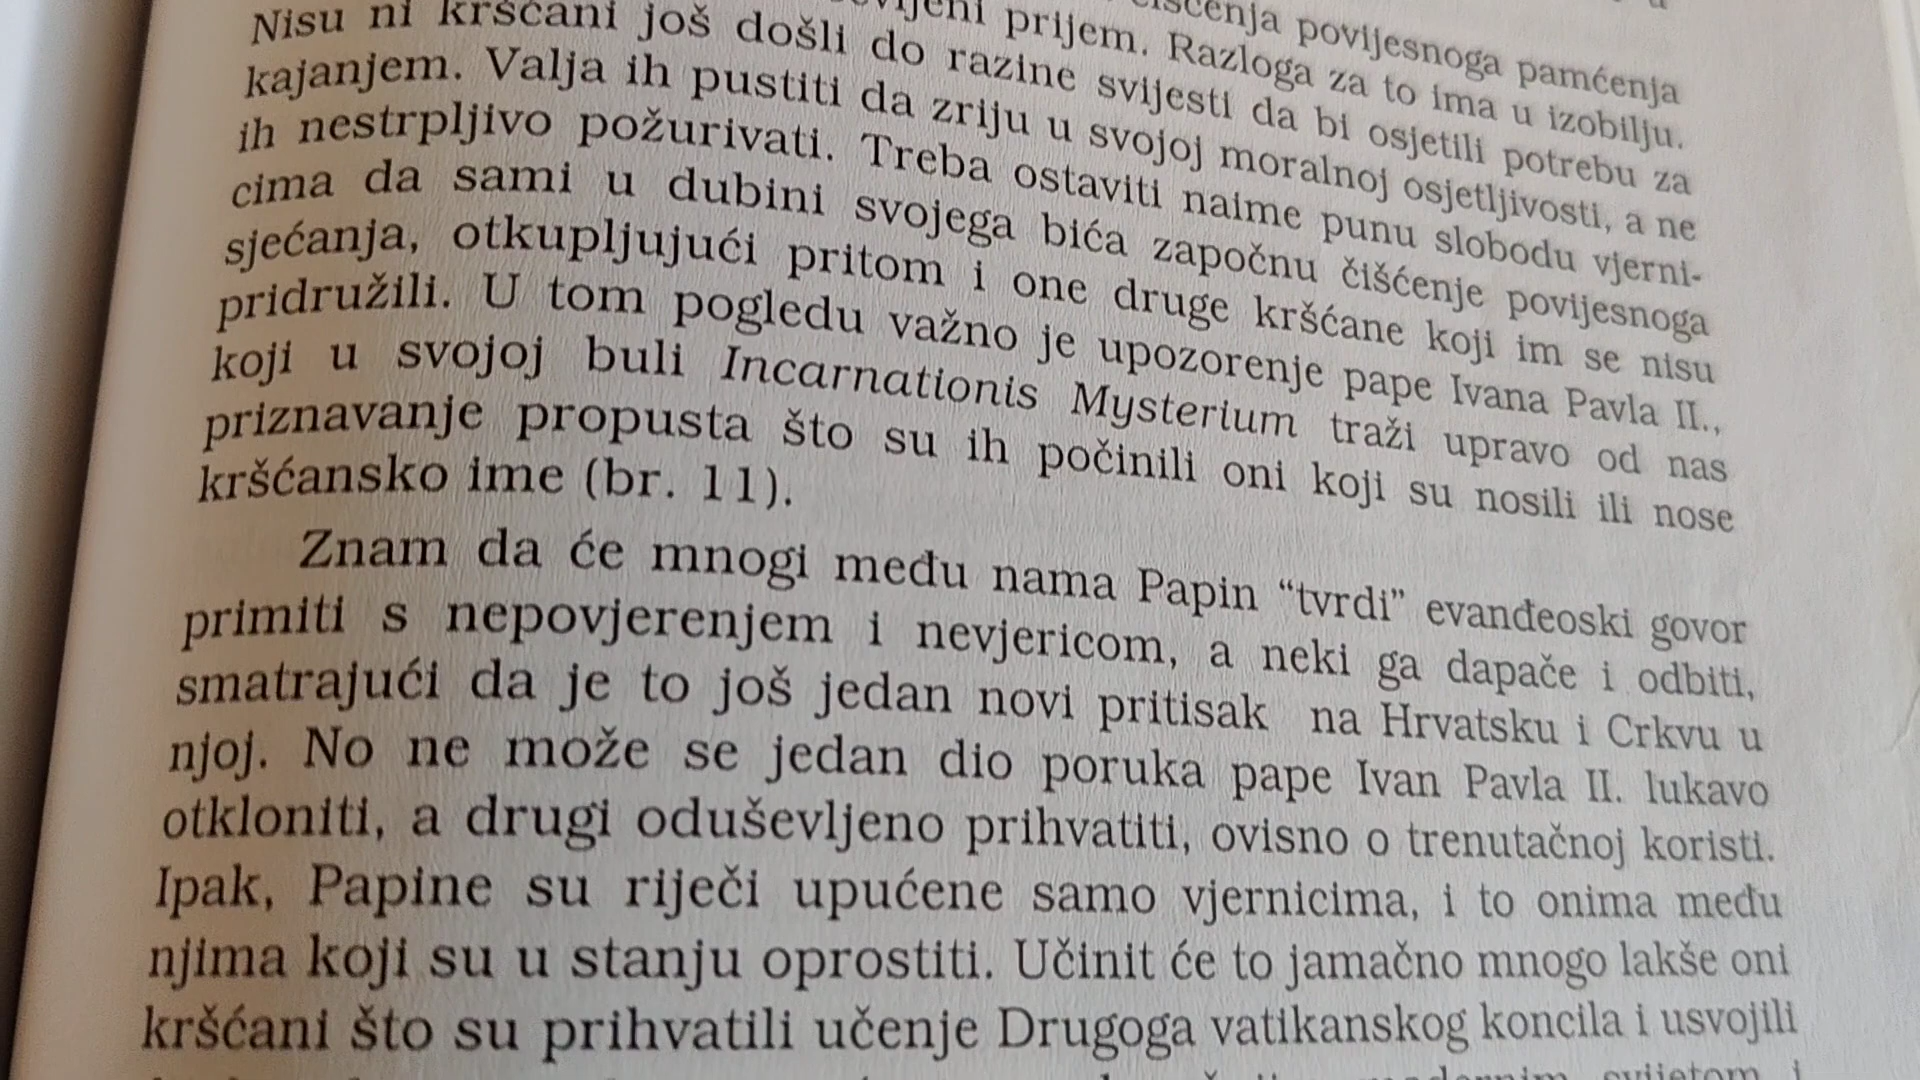 povijesnoga pamćenja
prijem. Razloga za to ima u izobilju.
Nisu ni kršćani još došli do razine svijesti da bi osjetili potrebu za
kajanjem. Valja ih pustiti da zriju u svojoj moralnoj osjetljivosti, a ne
ih nestrpljivo požurivati. Treba ostaviti naime punu slobodu vjerni-
cima da sami u dubini svojega bića započnu čišćenje povijesnoga
sjećanja, otkupljujući pritom i one druge kršćane koji im se nisu
pridružili. U tom pogledu važno je upozorenje pape Ivana Pavla II.,
koji u svojoj buli Incarnationis Mysterium traži upravo od nas
priznavanje propusta što su ih počinili oni koji su nosili ili nose
kršćansko ime (br. 11).
Znam da će mnogi među nama Papin “tvrdi” evanđeoski govor
primiti s nepovjerenjem i nevjericom, a neki ga dapače i odbiti,
smatrajući da je to još jedan novi pritisak na Hrvatsku i Crkvu u
njoj. No ne može se jedan dio poruka pape Ivan Pavla II. lukavo
otkloniti, a drugi oduševljeno prihvatiti, ovisno o trenutačnoj koristi.
Ipak, Papine su riječi upućene samo vjernicima, i to onima među
njima koji su u stanju oprostiti. Učinit će to jamačno mnogo lakše oni
kršćani što su prihvatili učenje Drugoga vatikanskog koncila i usvojili